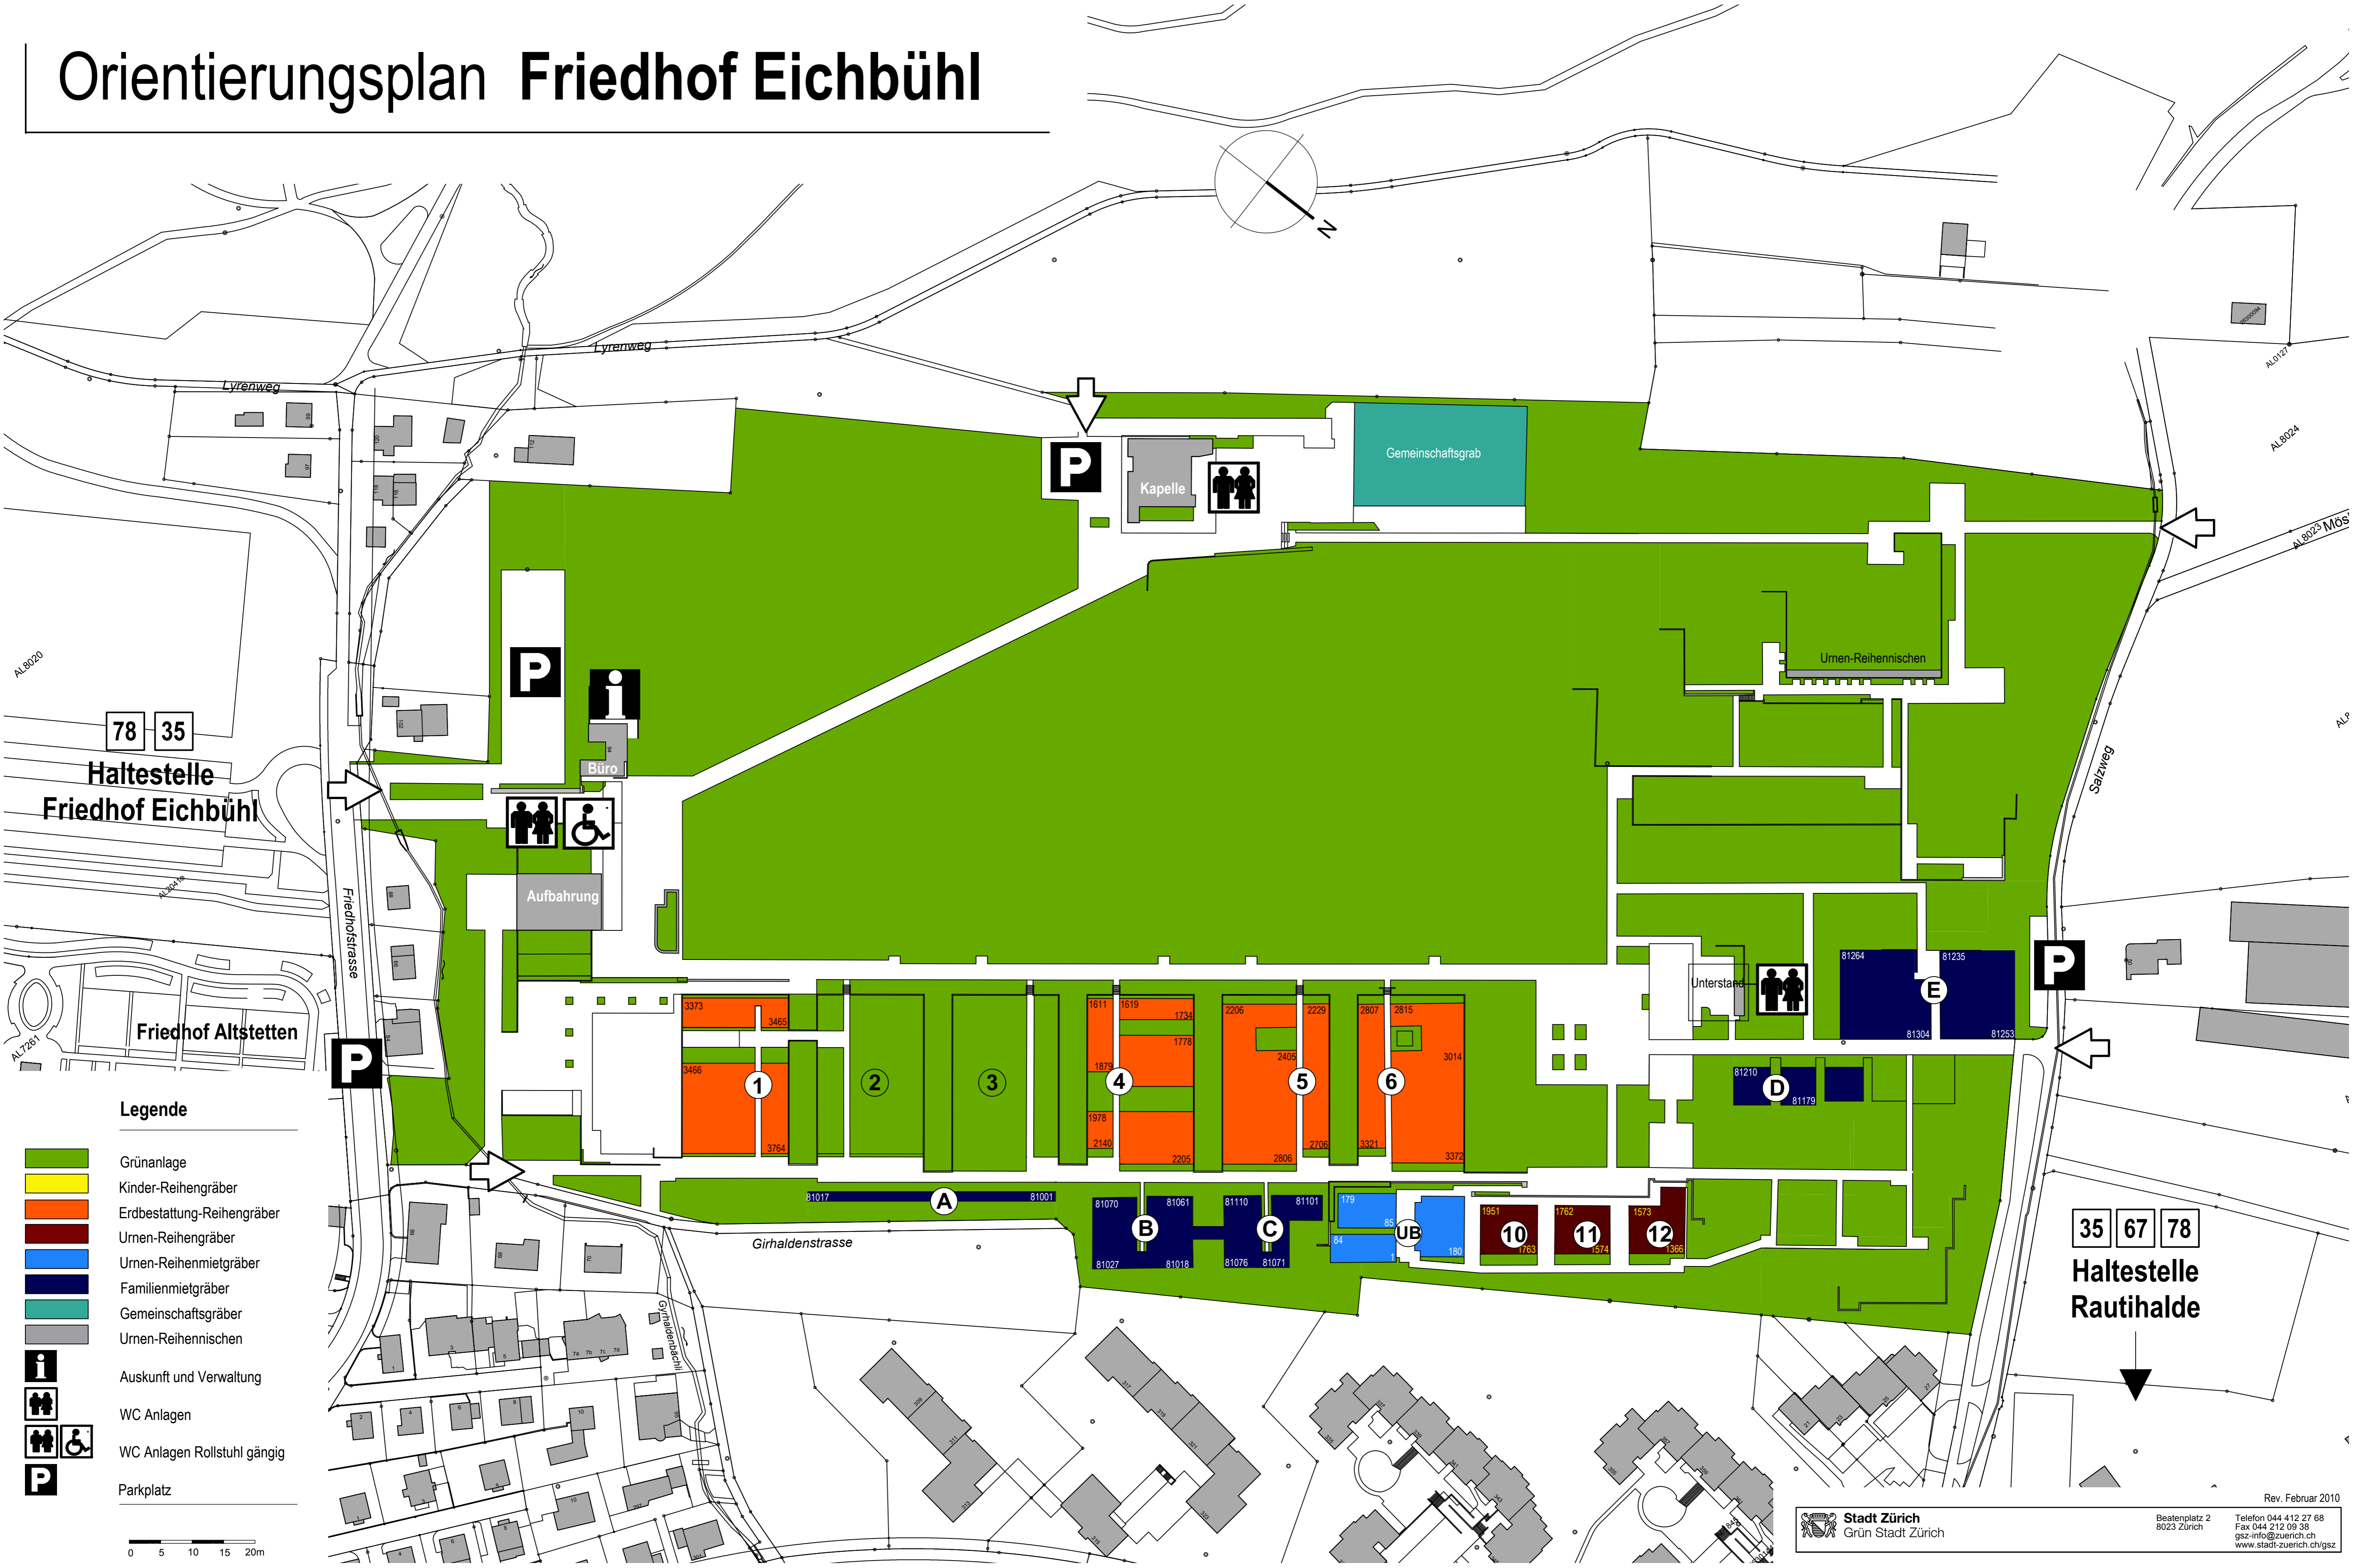 Orientierungsplan Friedhof Eichbühl
N
Lyrenweg
Lyrenweg
Gemeinschaftsgrab
Kapelle
P
AL0127
AL8024
AL8023
AL8020
Urnen-Reihennischen
P
i
Büro
78 35
Haltestelle
Friedhof Eichbühl
Salzweg
Aufbahrung
Friedhofstrasse
Friedhof Altstetten
AL7261
P
Unterstand
P
81264
81235
E
81304
81253
3373
3465
3466
1
3764
2
3
1611
1619
1734
1778
1879
4
1978
2140
2205
2206
2229
2405
5
2706
2806
2807
2815
3014
6
3321
3372
81210
D
81179
81017
A
81001
81070
81061
B
81027
81018
81110
81101
C
81076
81071
179
85
84
1
UB
180
1951
10
1763
1762
11
1574
1573
12
1366
Girhaldenstrasse
Gyrhaldenbächli
35 67 78
Haltestelle
Rautihalde
Legende
Grünanlage
Kinder-Reihengräber
Erdbestattung-Reihengräber
Urnen-Reihengräber
Urnen-Reihenmietgräber
Familienmietgräber
Gemeinschaftsgräber
Urnen-Reihennischen
i Auskunft und Verwaltung
WC Anlagen
WC Anlagen Rollstuhl gängig
P Parkplatz
0 5 10 15 20m
Rev. Februar 2010
Stadt Zürich
Grün Stadt Zürich
Beatenplatz 2
8023 Zürich
Telefon 044 412 27 68
Fax 044 212 09 38
gsz-info@zuerich.ch
www.stadt-zuerich.ch/gsz